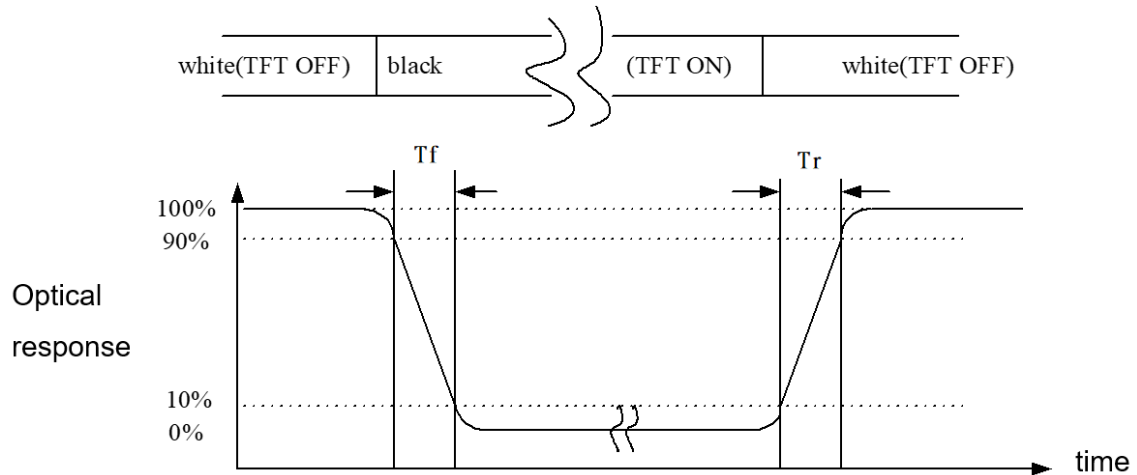 white(TFT OFF) black (TFT ON) white(TFT OFF)
Tf Tr
100%
90%
Optical
response
10%
0%
time